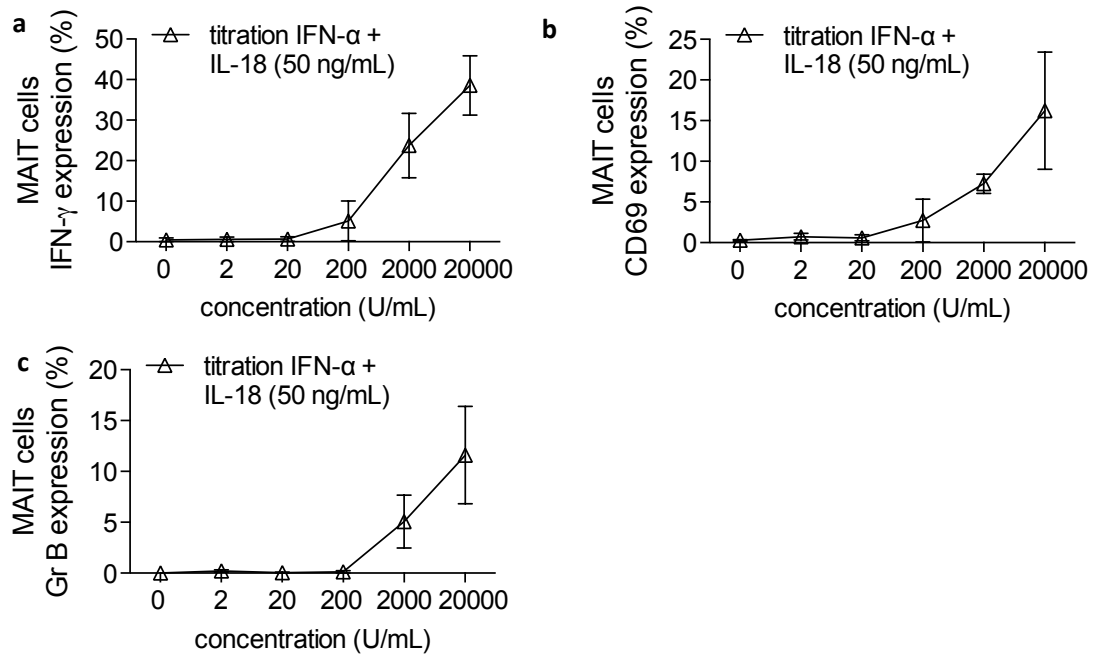 a
MAIT cells
IFN-γ expression (%)
50
40
30
20
10
0
titration IFN-α +
IL-18 (50 ng/mL)
0 2 20 200 2000 20000
concentration (U/mL)
b
MAIT cells
CD69 expression (%)
25
20
15
10
5
0
titration IFN-α +
IL-18 (50 ng/mL)
0 2 20 200 2000 20000
concentration (U/mL)
c
MAIT cells
Gr B expression (%)
20
15
10
5
0
titration IFN-α +
IL-18 (50 ng/mL)
0 2 20 200 2000 20000
concentration (U/mL)